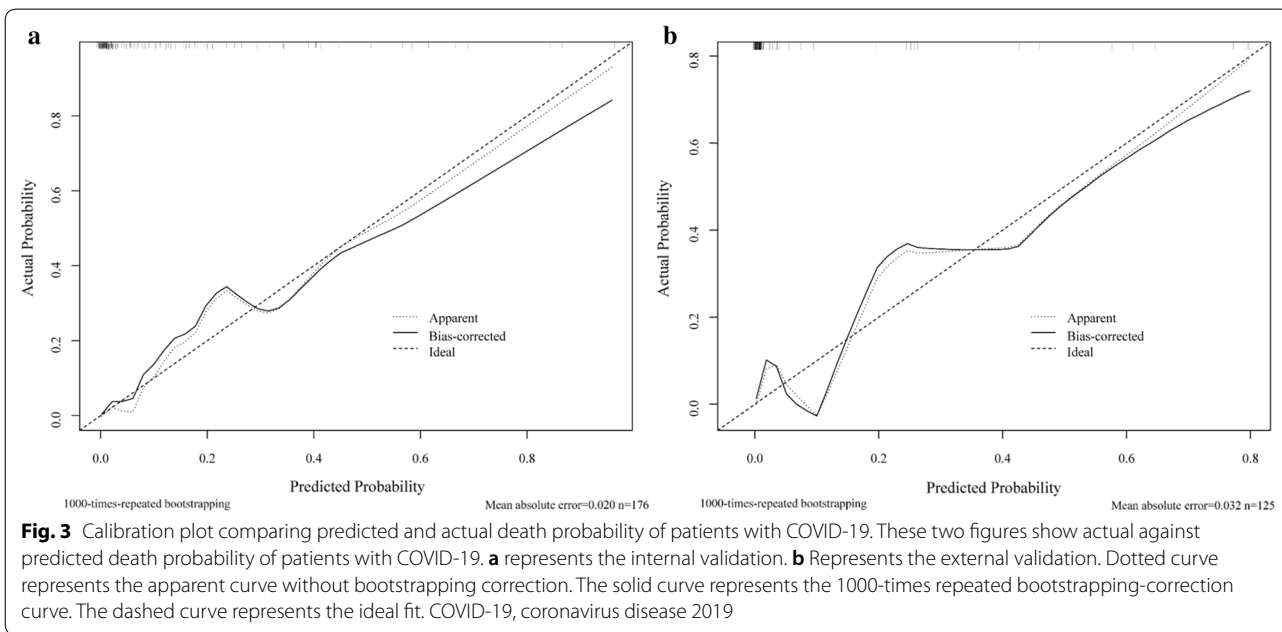 a
b
Actual Probability
0.0 0.2 0.4 0.6 0.8
Apparent
Bias-corrected
Ideal
0.0 0.2 0.4 0.6 0.8
Predicted Probability
1000-times-repeated bootstrapping
Mean absolute error=0.020 n=176
Actual Probability
0.0 0.2 0.4 0.6 0.8
Apparent
Bias-corrected
Ideal
0.0 0.2 0.4 0.6 0.8
Predicted Probability
1000-times-repeated bootstrapping
Mean absolute error=0.032 n=125
Fig. 3 Calibration plot comparing predicted and actual death probability of patients with COVID-19. These two figures show actual against
predicted death probability of patients with COVID-19. a represents the internal validation. b Represents the external validation. Dotted curve
represents the apparent curve without bootstrapping correction. The solid curve represents the 1000-times repeated bootstrapping-correction
curve. The dashed curve represents the ideal fit. COVID-19, coronavirus disease 2019